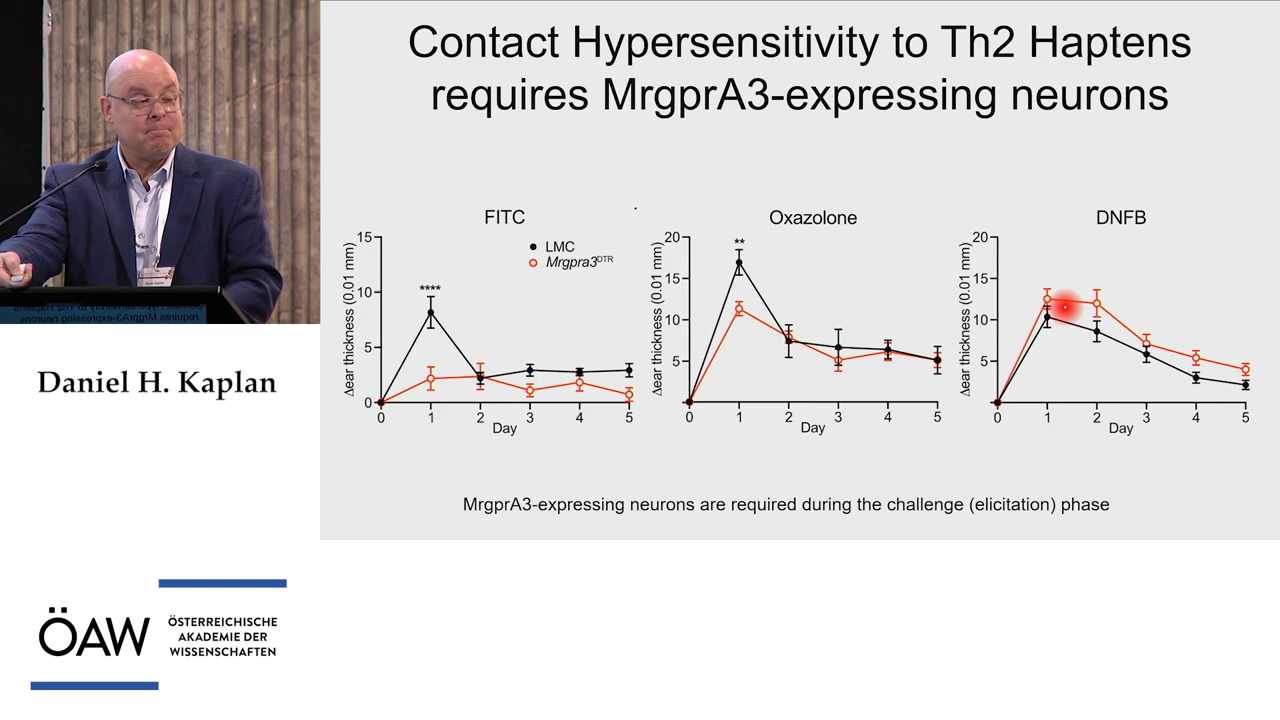 Contact Hypersensitivity to Th2 Haptens
requires MrgprA3-expressing neurons
FITC
Δear thickness (0.01 mm)
15
10
5
0
****
LMC
Mrgpra3DTR
0 1 2 3 4 5
Day
Oxazolone
Δear thickness (0.01 mm)
20
15
10
5
**
0 1 2 3 4 5
Day
DNFB
Δear thickness (0.01 mm)
20
15
10
5
0 1 2 3 4 5
Day
MrgprA3-expressing neurons are required during the challenge (elicitation) phase
Daniel H. Kaplan
ÖAW
ÖSTERREICHISCHE
AKADEMIE DER
WISSENSCHAFTEN